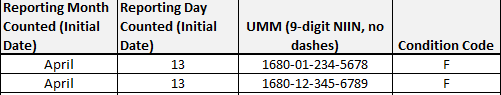 Reporting Month Counted (Initial Date) Reporting Day Counted (Initial Date) UMM (9-digit NIIN, no dashes) Condition Code
April 13 1680-01-234-5678 F
April 13 1680-12-345-6789 F